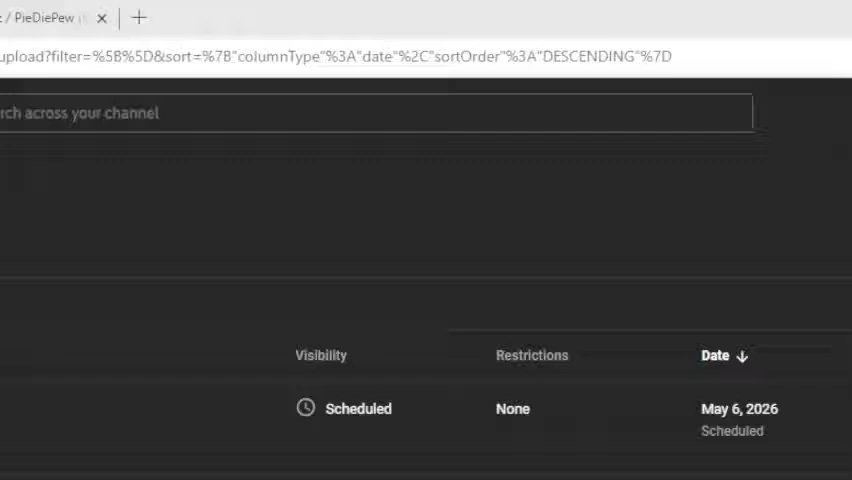 / PieDiePew
upload?filter=%5B%5D&sort=%7B"columnType"%3A"date"%2C"sortOrder"%3A"DESCENDING"%7D
rch across your channel
Visibility Restrictions Date
Scheduled None May 6, 2026
Scheduled